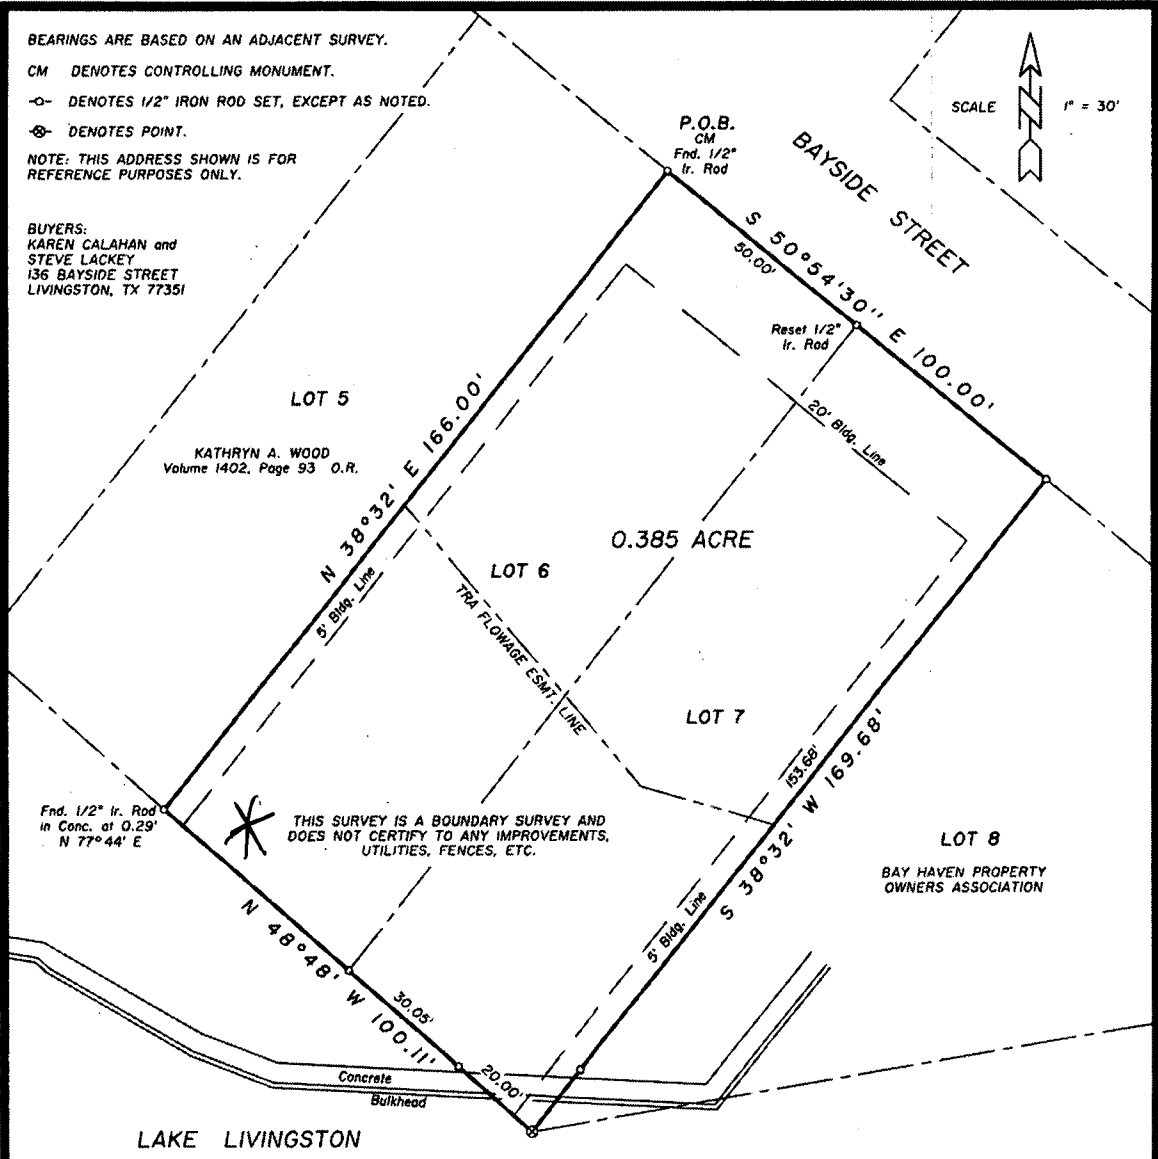 BEARINGS ARE BASED ON AN ADJACENT SURVEY.
CM DENOTES CONTROLLING MONUMENT.
-o- DENOTES 1/2" IRON ROD SET, EXCEPT AS NOTED.
-⊗- DENOTES POINT.
NOTE: THIS ADDRESS SHOWN IS FOR
REFERENCE PURPOSES ONLY.
BUYERS:
KAREN CALAHAN and
STEVE LACKEY
136 BAYSIDE STREET
LIVINGSTON, TX 77351
SCALE N 1" = 30'
P.O.B.
CM
Fnd. 1/2"
Ir. Rod
BAYSIDE STREET
S 50°54'30" E 100.00'
50.00'
Reset 1/2"
Ir. Rod
20' Bldg. Line
LOT 5
KATHRYN A. WOOD
Volume 1402, Page 93 O.R.
N 38°32' E 166.00'
5' Bldg. Line
0.385 ACRE
LOT 6
TRA FLOWAGE ESMT. LINE
LOT 7
153.68'
S 38°32' W 169.68'
5' Bldg. Line
LOT 8
BAY HAVEN PROPERTY
OWNERS ASSOCIATION
Fnd. 1/2" Ir. Rod
in Conc. at 0.29'
N 77°44' E
THIS SURVEY IS A BOUNDARY SURVEY AND
DOES NOT CERTIFY TO ANY IMPROVEMENTS,
UTILITIES, FENCES, ETC.
N 48°48' W 100.11'
30.05'
20.00'
Concrete
Bulkhead
LAKE LIVINGSTON